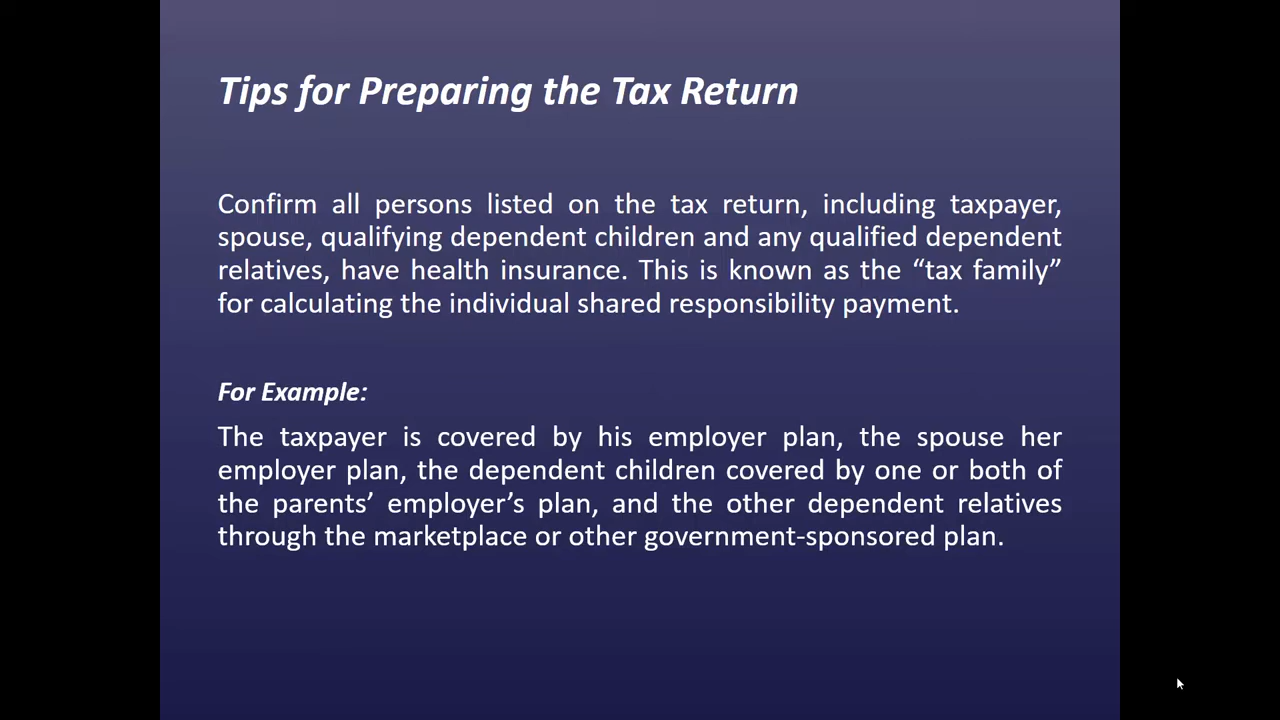 Tips for Preparing the Tax Return
Confirm all persons listed on the tax return, including taxpayer,
spouse, qualifying dependent children and any qualified dependent
relatives, have health insurance. This is known as the “tax family”
for calculating the individual shared responsibility payment.
For Example:
The taxpayer is covered by his employer plan, the spouse her
employer plan, the dependent children covered by one or both of
the parents’ employer’s plan, and the other dependent relatives
through the marketplace or other government-sponsored plan.